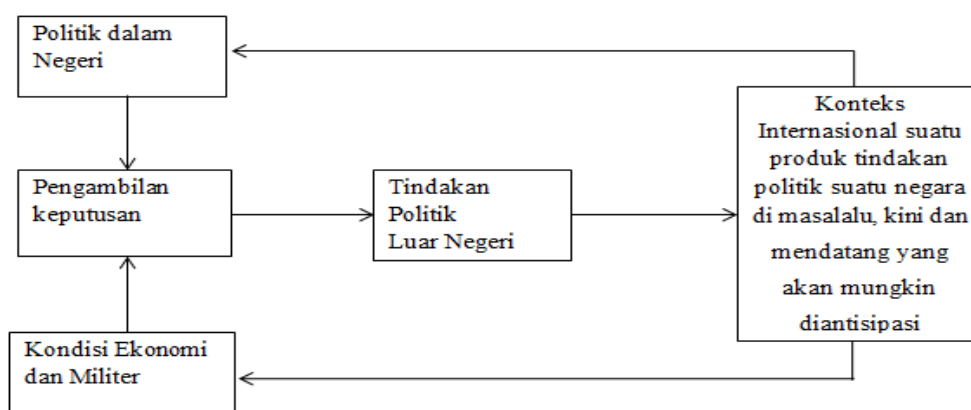 Politik dalam
Negeri
Pengambilan
keputusan
Kondisi Ekonomi
dan Militer
Tindakan
Politik
Luar Negeri
Konteks
Internasional suatu
produk tindakan
politik suatu negara
di masalalu, kini dan
mendatang yang
akan mungkin
diantisipasi